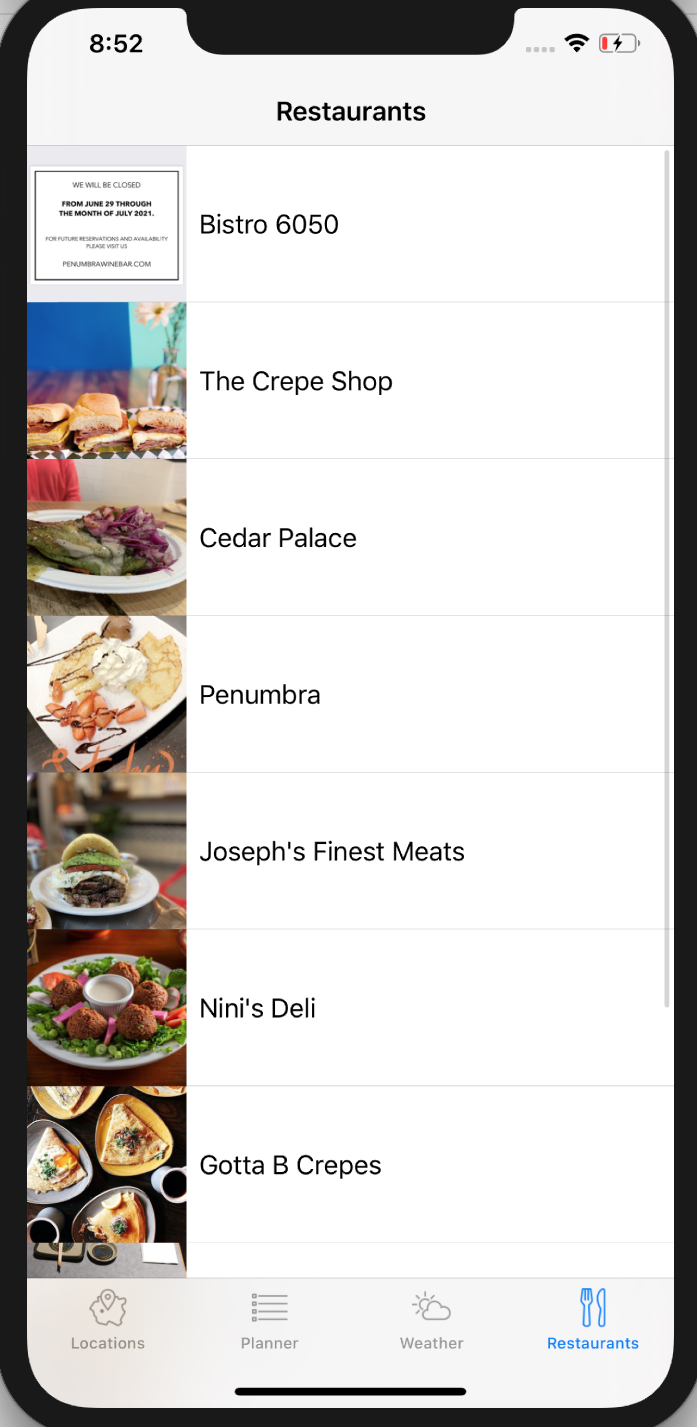 8:52
Restaurants
WE WILL BE CLOSED
FROM JUNE 29 THROUGH
THE MONTH OF JULY 2021.
FOR FUTURE RESERVATIONS AND AVAILABILITY
PLEASE VISIT US
PENUMBRAWINEBAR.COM
Bistro 6050
The Crepe Shop
Cedar Palace
Penumbra
Joseph's Finest Meats
Nini's Deli
Gotta B Crepes
Locations
Planner
Weather
Restaurants